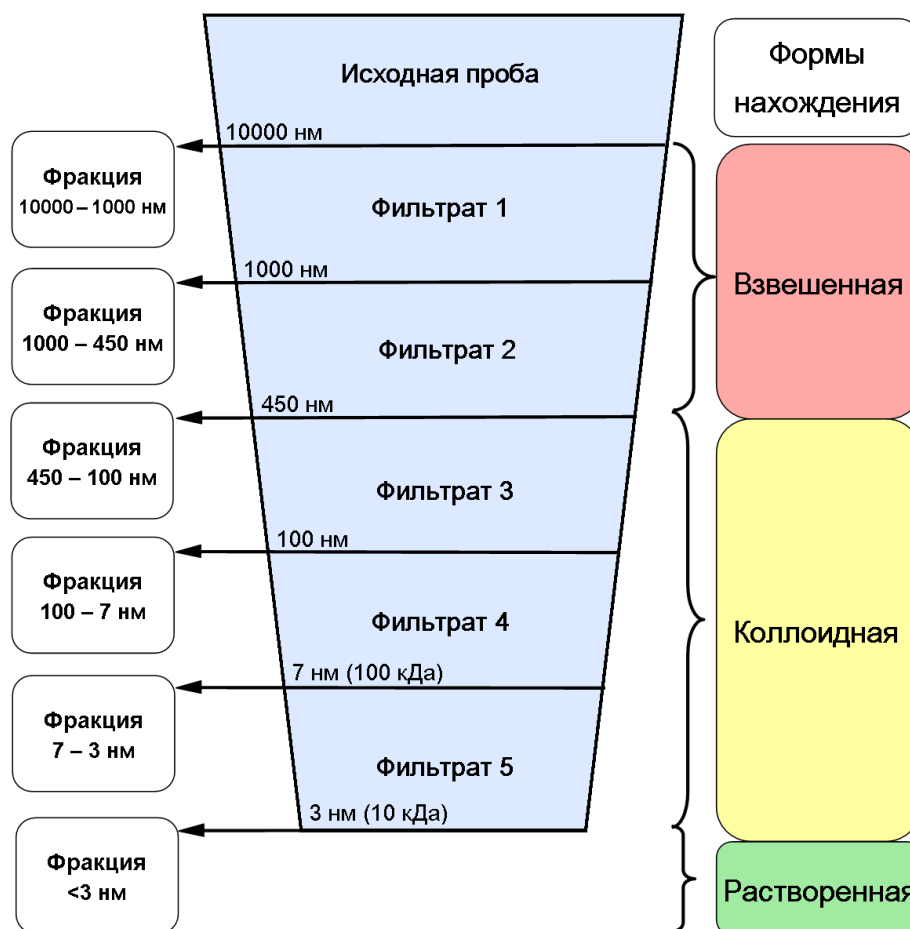 Исходная проба
Формы
нахождения
10000 нм
Фракция
10000 – 1000 нм
Фильтрат 1
Взвешенная
1000 нм
Фракция
1000 – 450 нм
Фильтрат 2
450 нм
Фракция
450 – 100 нм
Фильтрат 3
100 нм
Фракция
100 – 7 нм
Фильтрат 4
Коллоидная
7 нм (100 кДа)
Фракция
7 – 3 нм
Фильтрат 5
3 нм (10 кДа)
Фракция
<3 нм
Растворенная